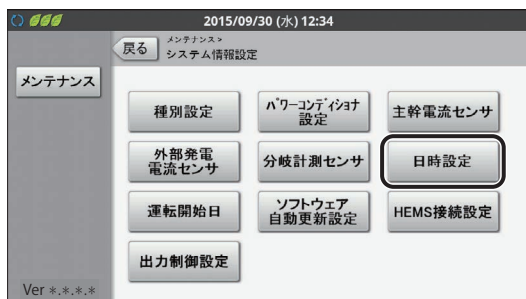 2015/09/30 (水) 12:34
戻る
メンテナンス>
システム情報設定
メンテナンス
種別設定
パワーコンディショナ
設定
主幹電流センサ
外部発電
電流センサ
分岐計測センサ
日時設定
運転開始日
ソフトウェア
自動更新設定
HEMS接続設定
出力制御設定
Ver *.*.*.*